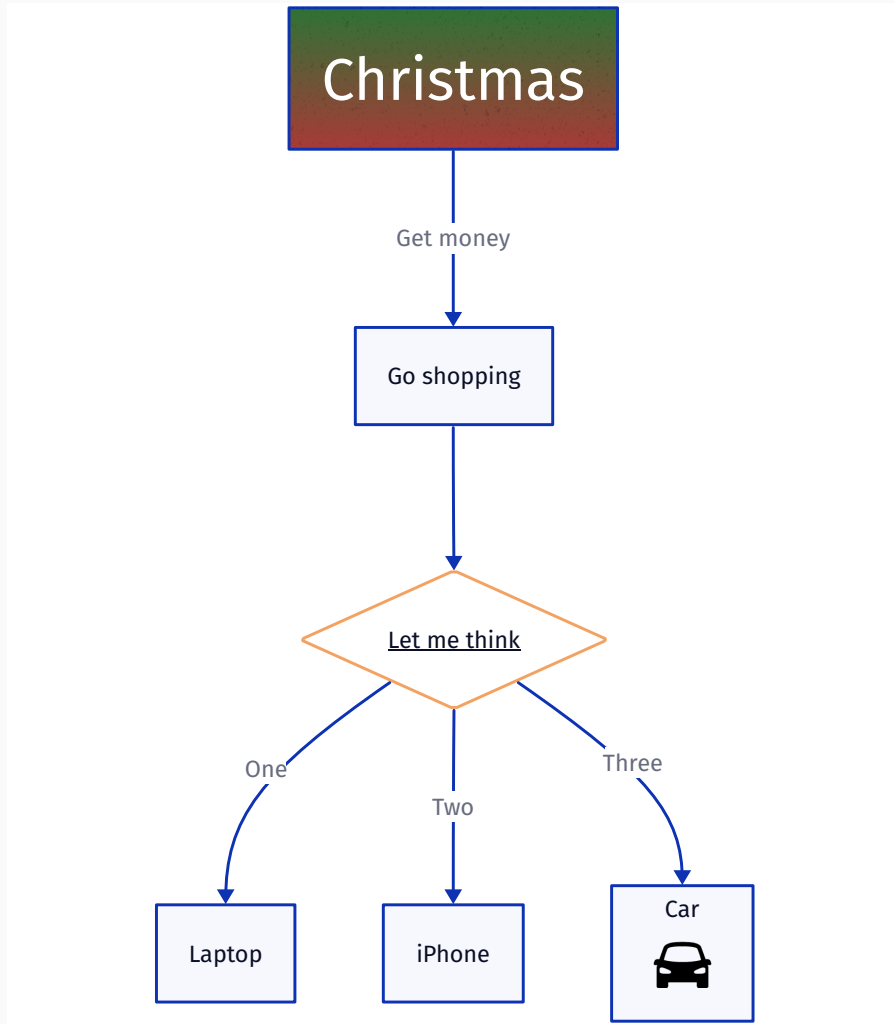 Christmas
Get money
Go shopping
Let me think
One
Two
Three
Laptop
iPhone
Car